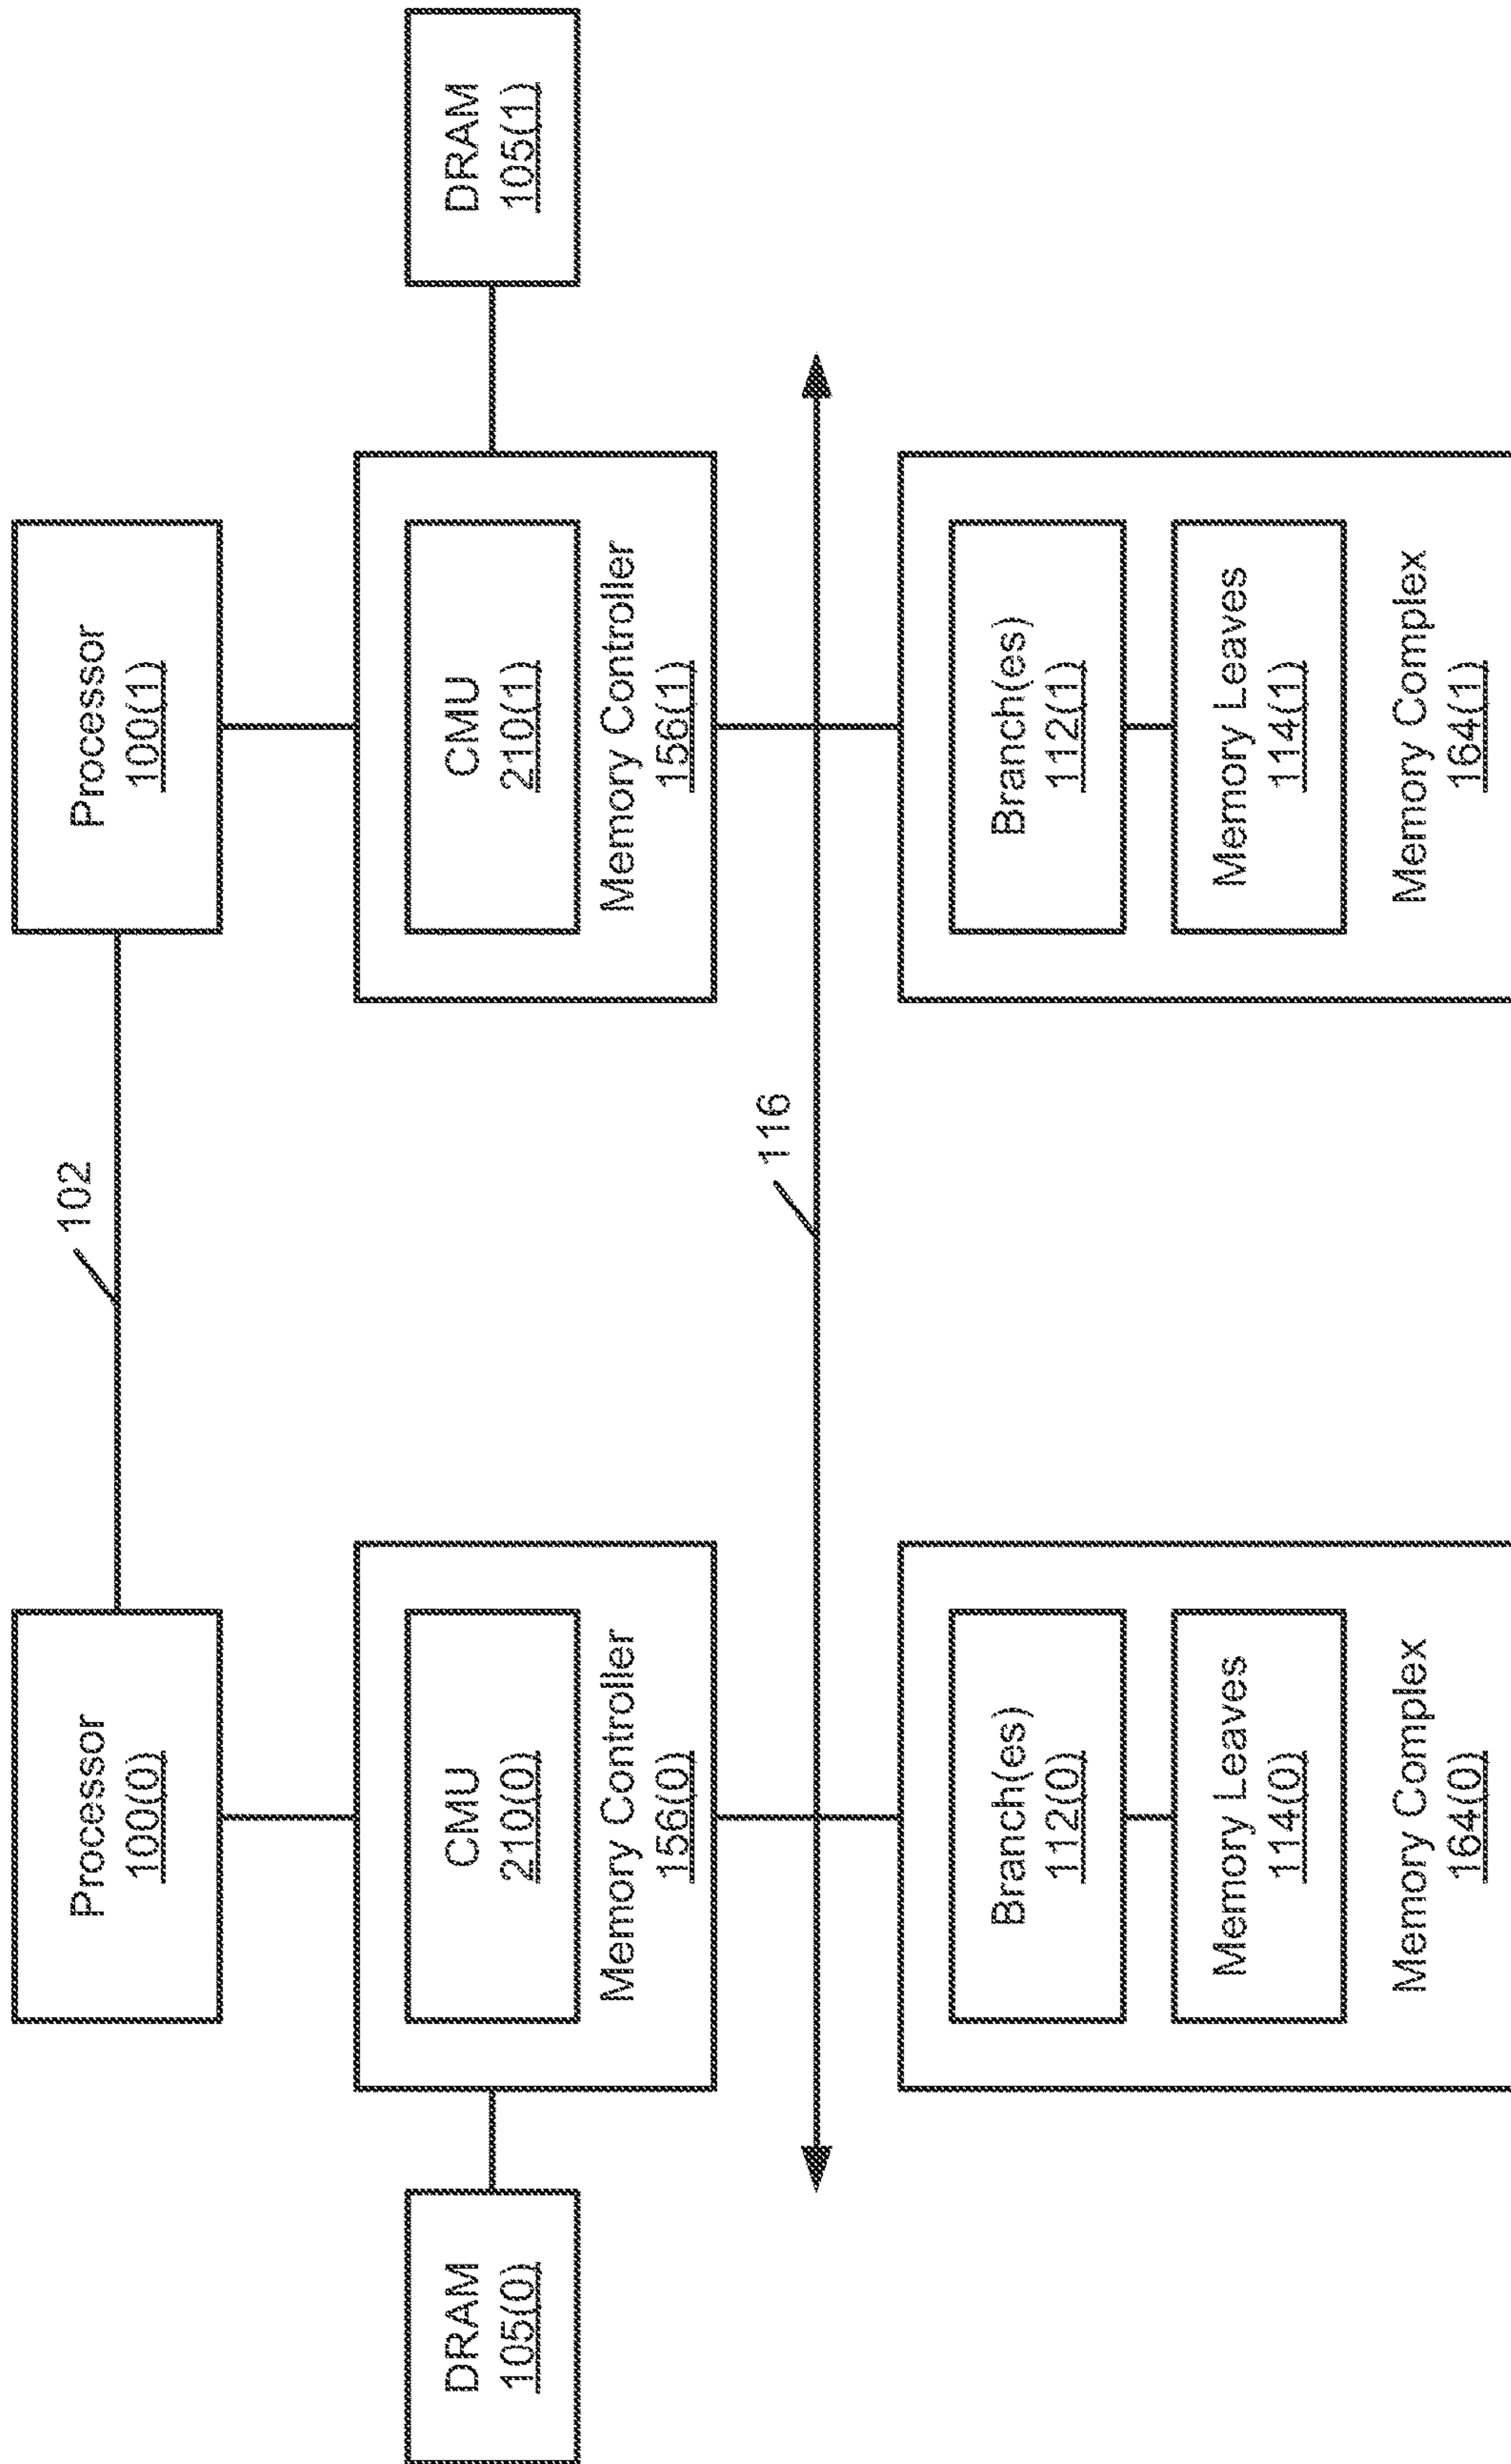 102
Processor
100(0)
Processor
100(1)
DRAM
105(0)
CMU
210(0)
Memory Controller
156(0)
CMU
210(1)
Memory Controller
156(1)
DRAM
105(1)
116
Branch(es)
112(0)
Memory Leaves
114(0)
Memory Complex
164(0)
Branch(es)
112(1)
Memory Leaves
114(1)
Memory Complex
164(1)